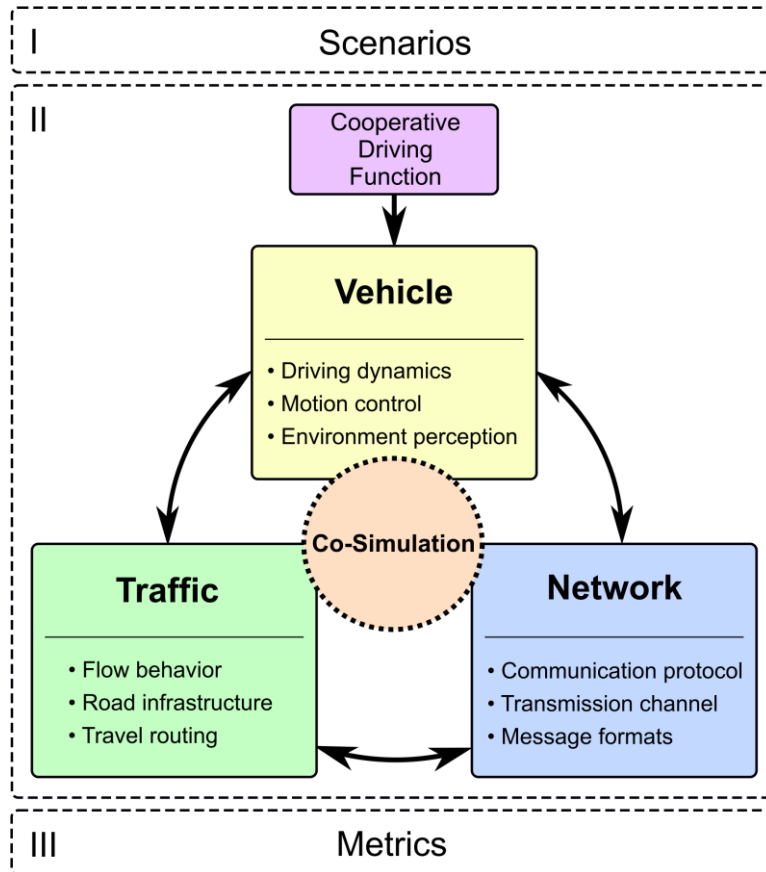 I Scenarios
II
Cooperative
Driving
Function
Vehicle
• Driving dynamics
• Motion control
• Environment perception
Co-Simulation
Traffic
• Flow behavior
• Road infrastructure
• Travel routing
Network
• Communication protocol
• Transmission channel
• Message formats
III Metrics